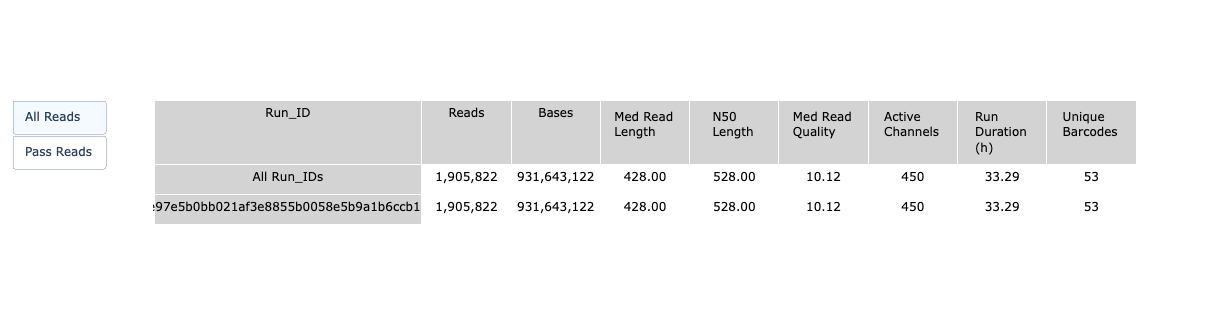 All Reads
Pass Reads
Run_ID Reads Bases Med Read Length N50 Length Med Read Quality Active Channels Run Duration (h) Unique Barcodes
All Run_IDs 1,905,822 931,643,122 428.00 528.00 10.12 450 33.29 53
97e5b0bb021af3e8855b0058e5b9a1b6ccb1 1,905,822 931,643,122 428.00 528.00 10.12 450 33.29 53